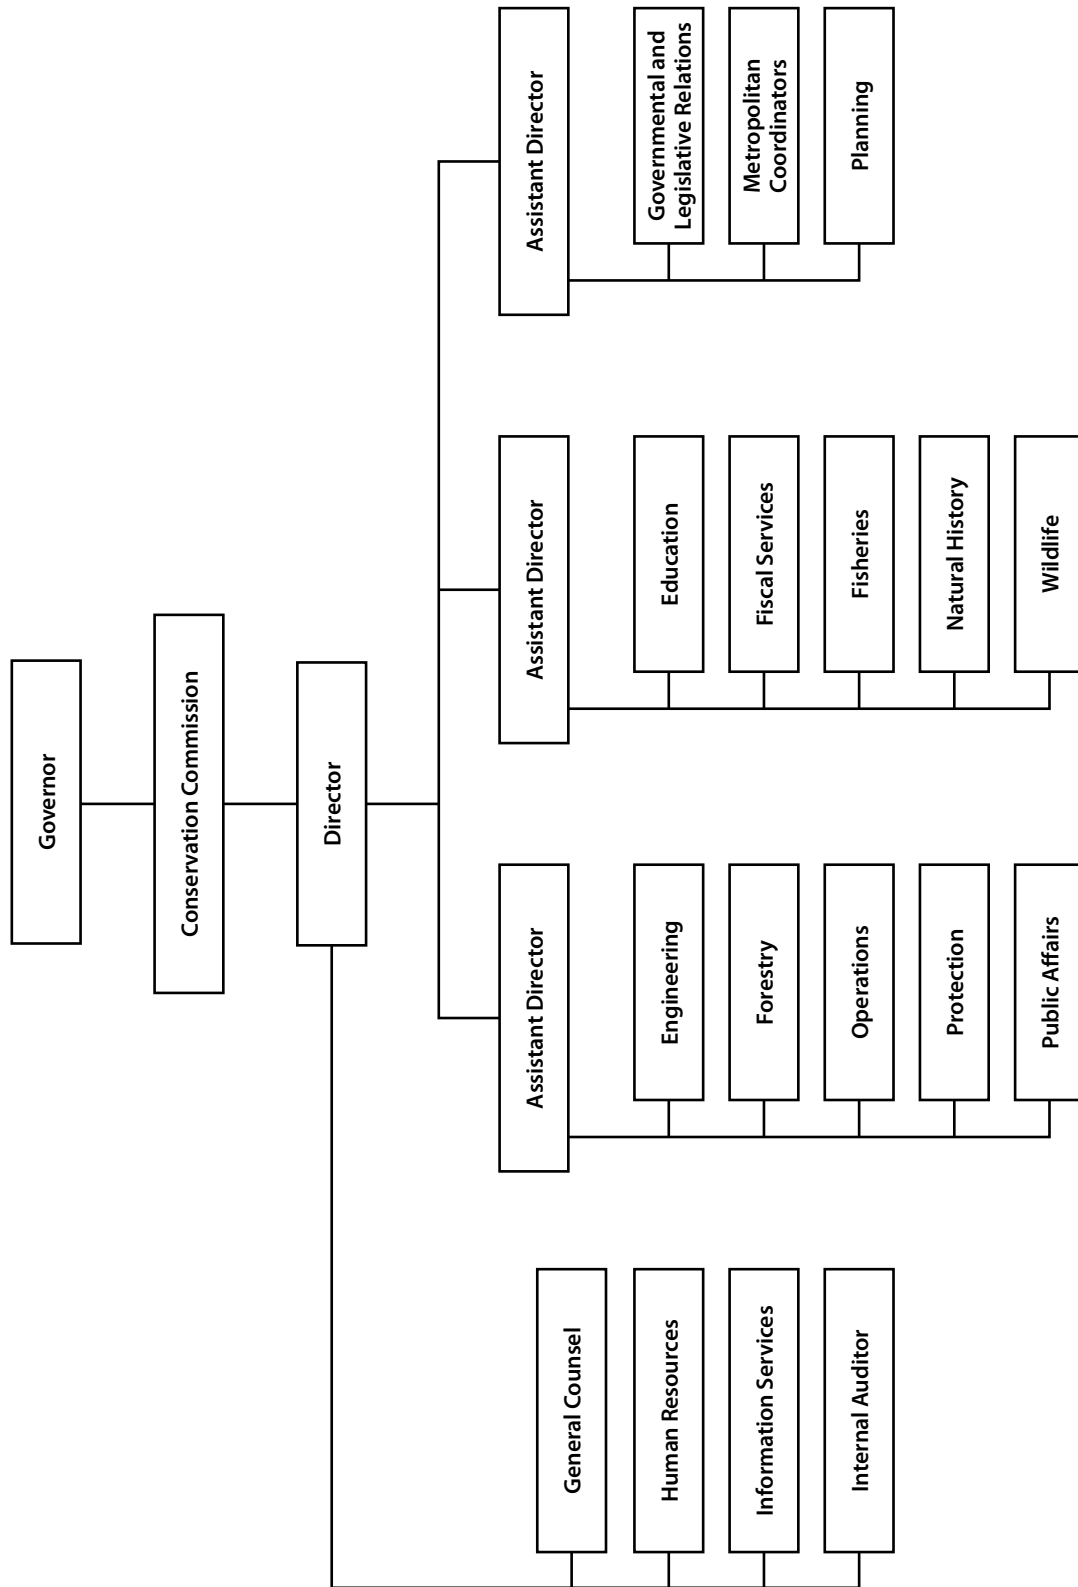 Governor
Conservation Commission
Director
General Counsel
Human Resources
Information Services
Internal Auditor
Assistant Director
Engineering
Forestry
Operations
Protection
Public Affairs
Assistant Director
Education
Fiscal Services
Fisheries
Natural History
Wildlife
Assistant Director
Governmental and
Legislative Relations
Metropolitan
Coordinators
Planning